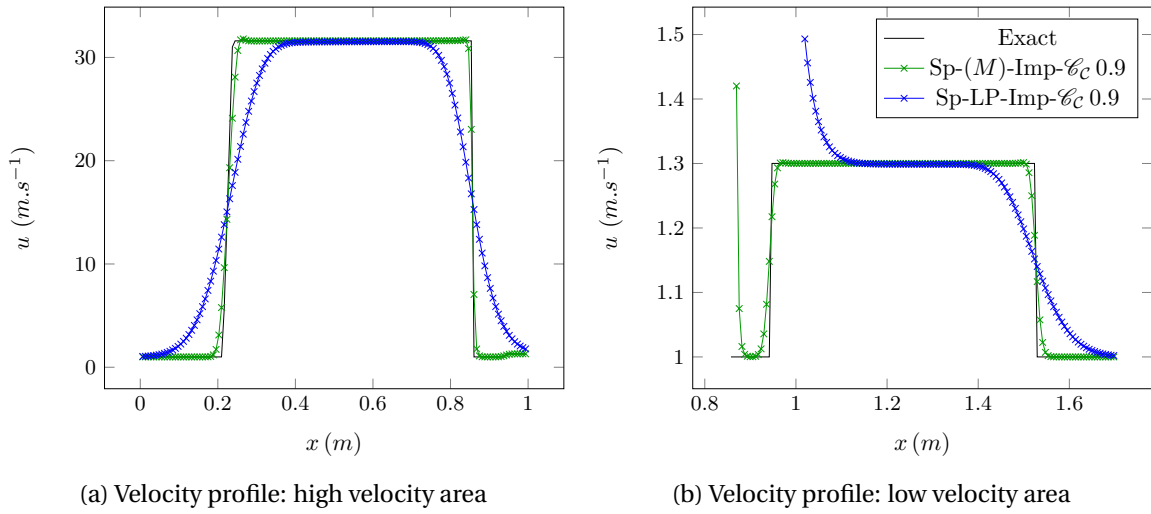 30
20
10
0
0
0.2
0.4
0.6
0.8
1
u (m.s⁻¹)
x (m)
(a) Velocity profile: high velocity area
1.5
1.4
1.3
1.2
1.1
1
0.8
1
1.2
1.4
1.6
u (m.s⁻¹)
x (m)
Exact
Sp-(M)-Imp-𝒞_C 0.9
Sp-LP-Imp-𝒞_C 0.9
(b) Velocity profile: low velocity area